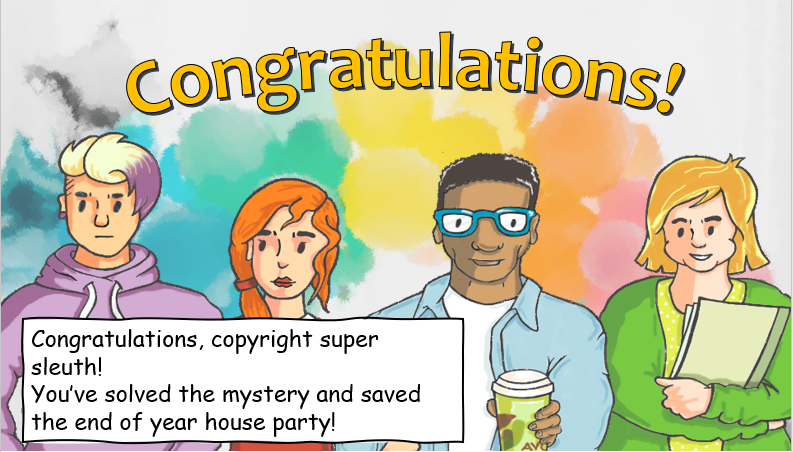 Congratulations!
Congratulations, copyright super
sleuth!
You've solved the mystery and saved
the end of year house party!